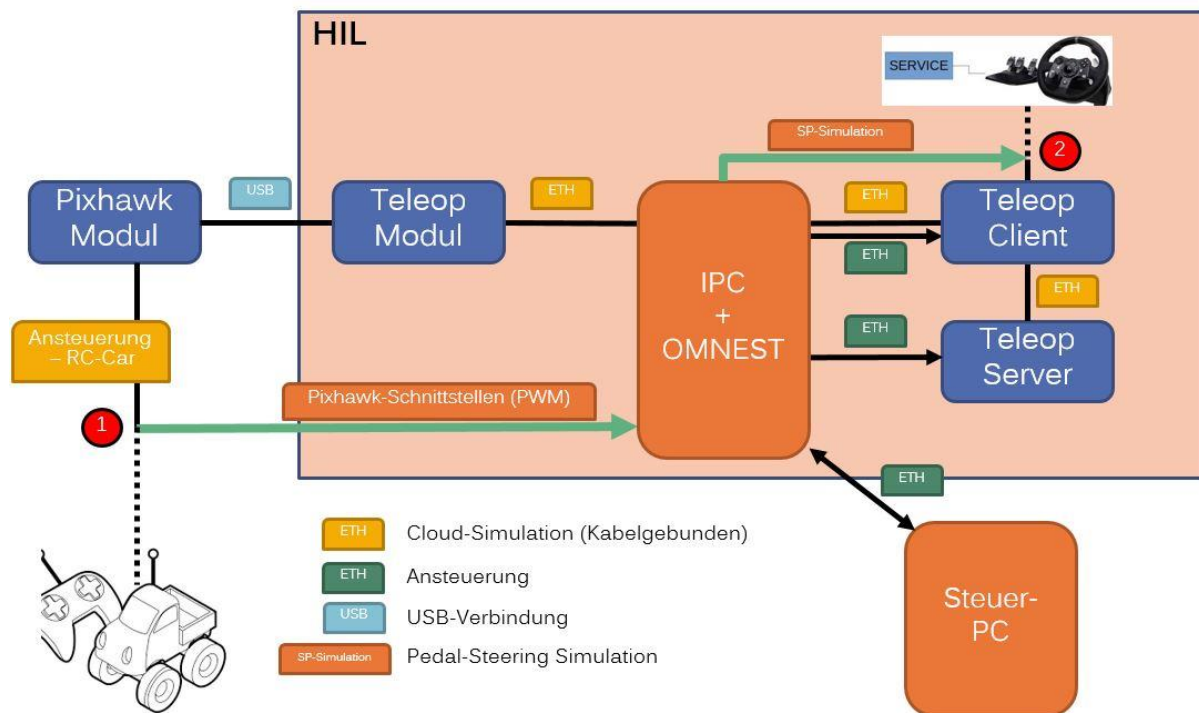 HIL
SERVICE
SP-Simulation
2
Pixhawk
Modul
USB
Teleop
Modul
ETH
IPC
+
OMNEST
ETH
ETH
Teleop
Client
ETH
ETH
Teleop
Server
Ansteuerung
– RC-Car
1
Pixhawk-Schnittstellen (PWM)
ETH
Steuer-
PC
ETH
Cloud-Simulation (Kabelgebunden)
ETH
Ansteuerung
USB
USB-Verbindung
SP-Simulation
Pedal-Steering Simulation